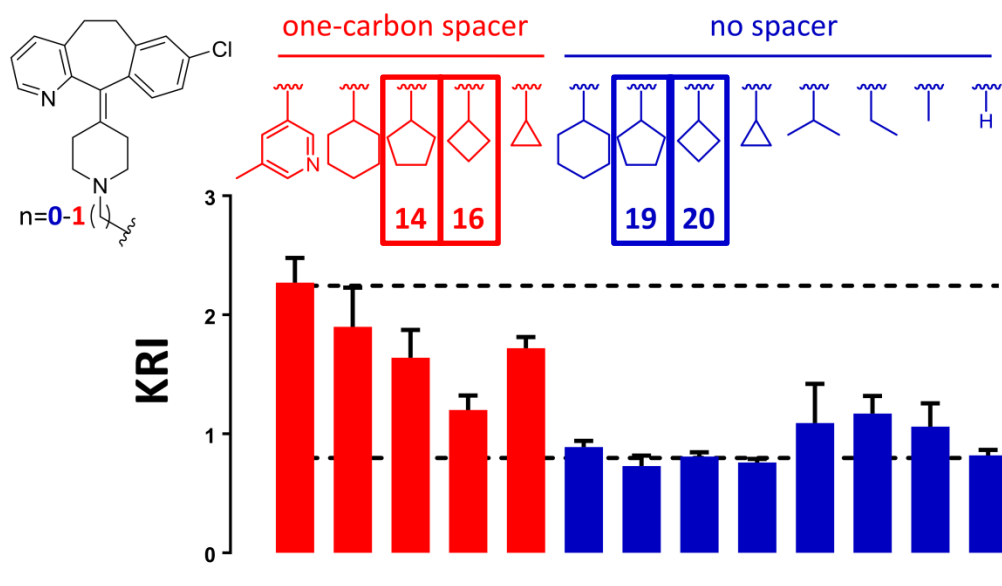 one-carbon spacer
no spacer
Cl
N
N
n=0-1
N
H
14
16
19
20
KRI
3
2
1
0